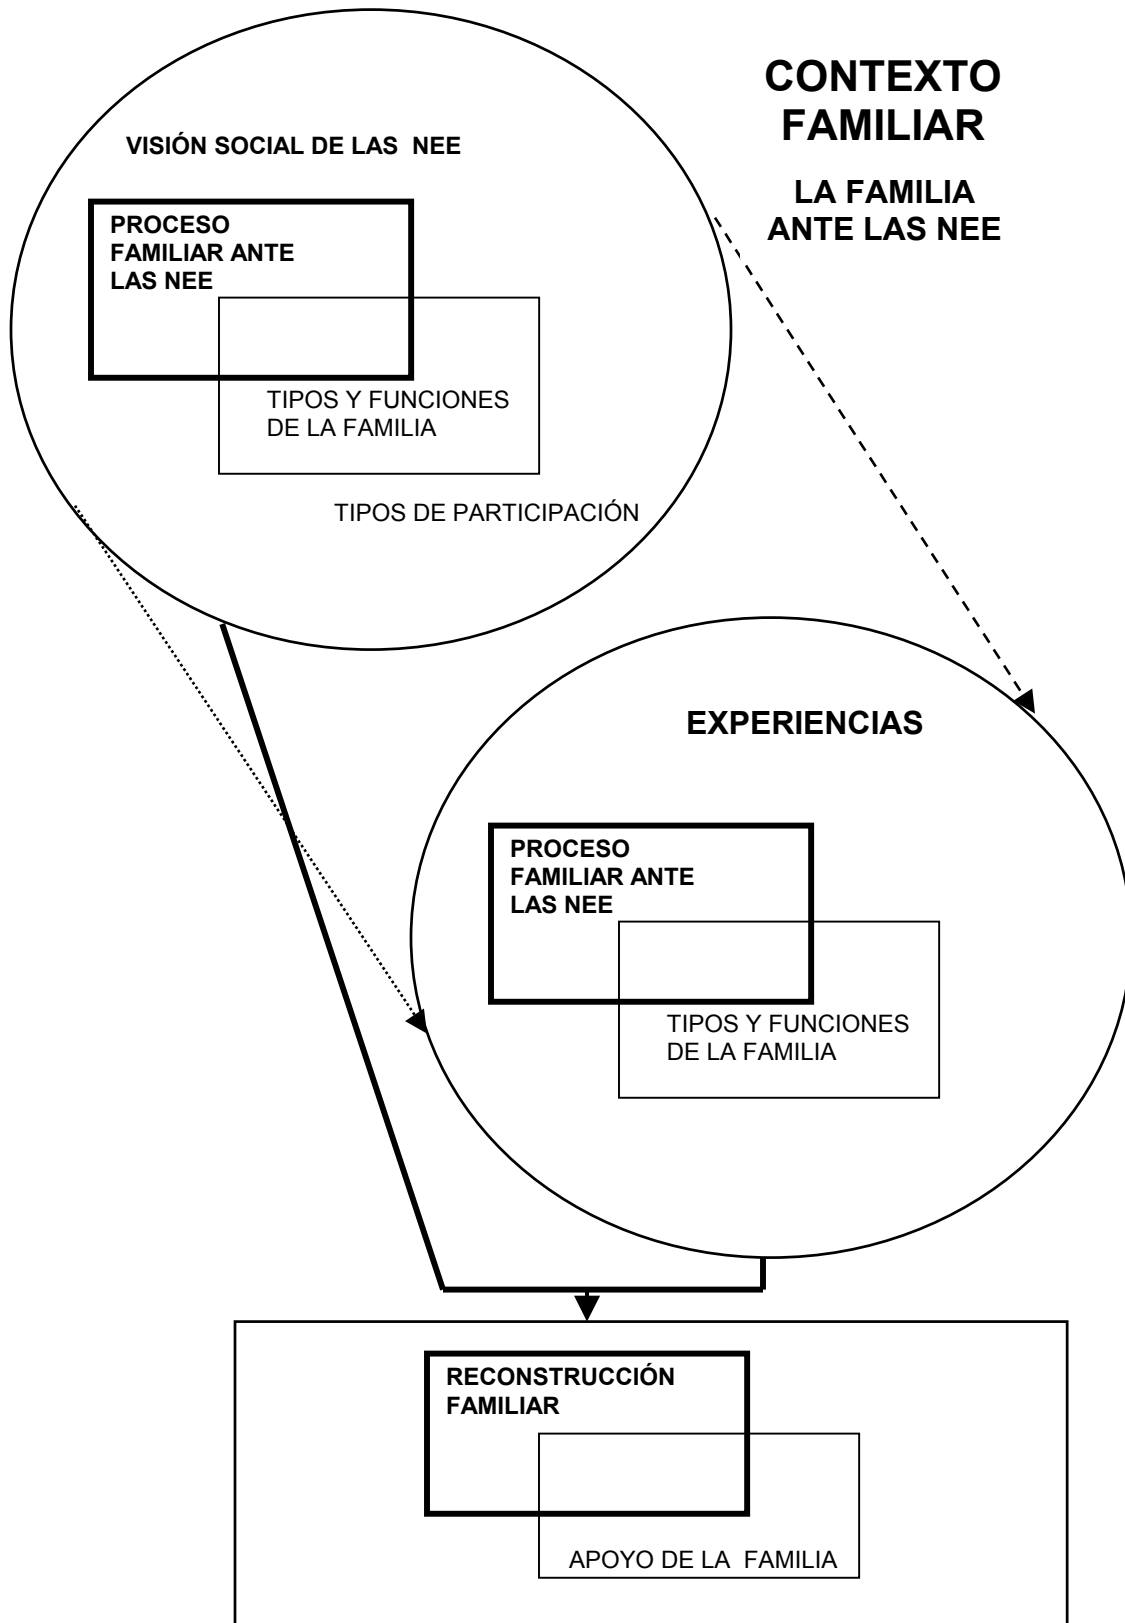 CONTEXTO
FAMILIAR
LA FAMILIA
ANTE LAS NEE
VISIÓN SOCIAL DE LAS  NEE
PROCESO
FAMILIAR ANTE
LAS NEE
TIPOS Y FUNCIONES
DE LA FAMILIA
TIPOS DE PARTICIPACIÓN
EXPERIENCIAS
PROCESO
FAMILIAR ANTE
LAS NEE
TIPOS Y FUNCIONES
DE LA FAMILIA
RECONSTRUCCIÓN
FAMILIAR
APOYO DE LA  FAMILIA